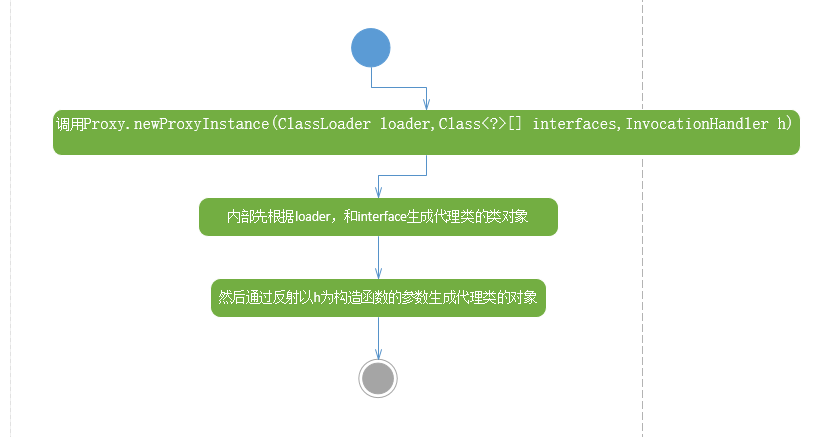 调用Proxy.newProxyInstance(ClassLoader loader,Class<?>[] interfaces,InvocationHandler h)
内部先根据loader，和interface生成代理类的类对象
然后通过反射以h为构造函数的参数生成代理类的对象